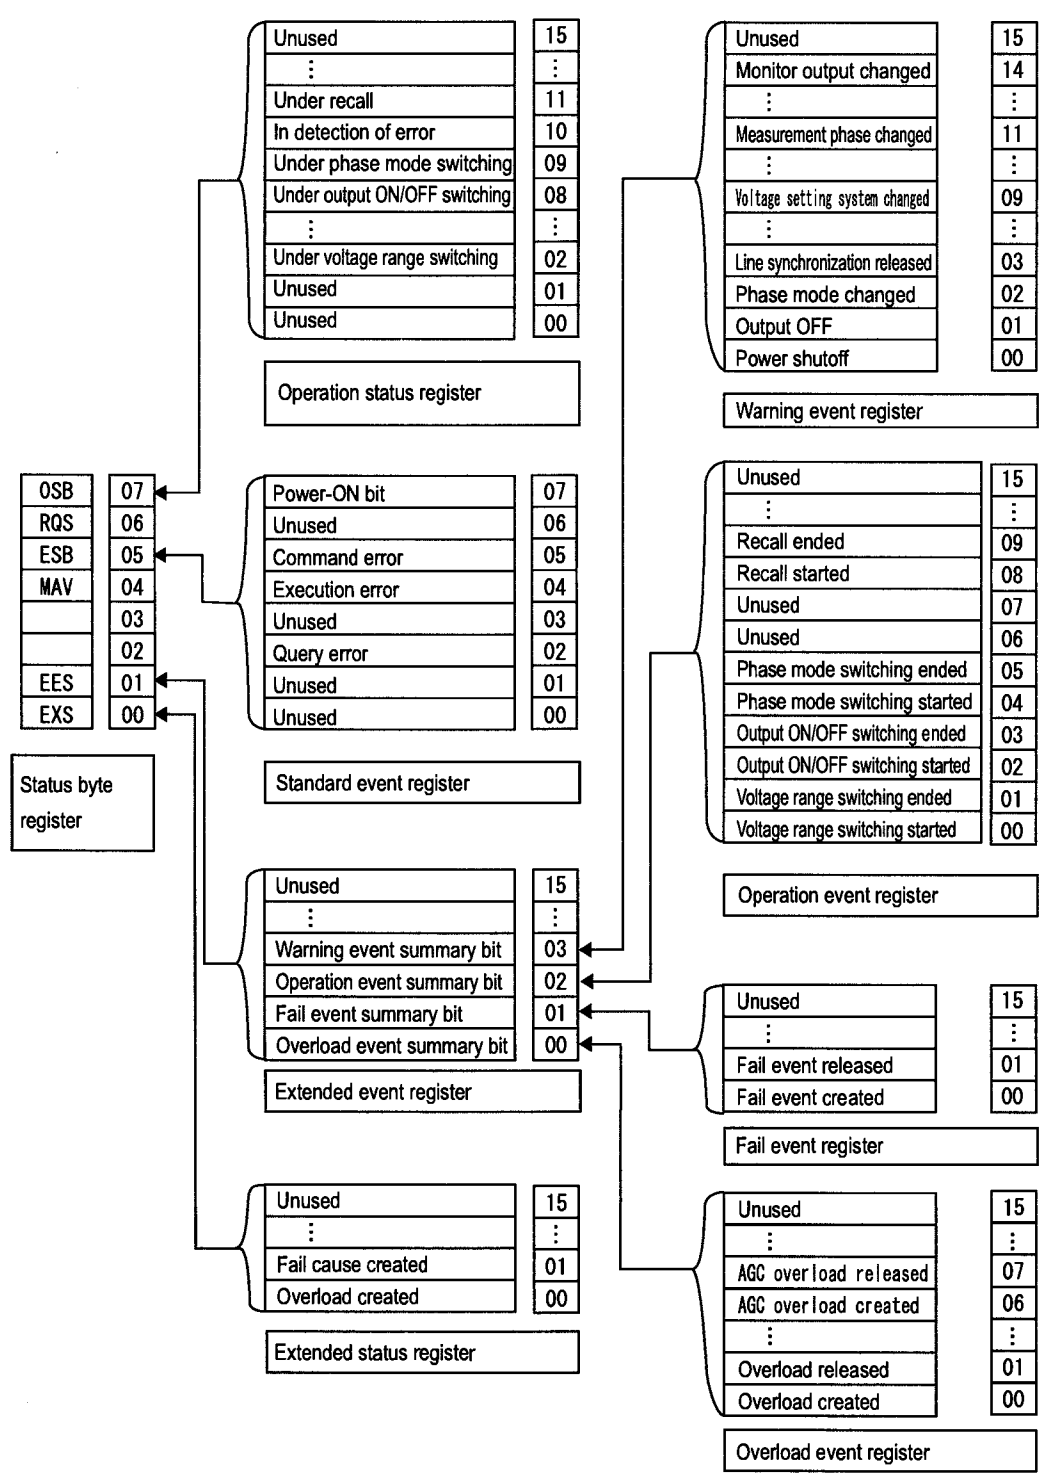 Unused 15
⋮ ⋮
Under recall 11
In detection of error 10
Under phase mode switching 09
Under output ON/OFF switching 08
⋮ ⋮
Under voltage range switching 02
Unused 01
Unused 00
Operation status register
Unused 15
Monitor output changed 14
⋮ ⋮
Measurement phase changed 11
⋮ ⋮
Voltage setting system changed 09
⋮ ⋮
Line synchronization released 03
Phase mode changed 02
Output OFF 01
Power shutoff 00
Warning event register
OSB 07
RQS 06
ESB 05
MAV 04
03
02
EES 01
EXS 00
Status byte
register
Power-ON bit 07
Unused 06
Command error 05
Execution error 04
Unused 03
Query error 02
Unused 01
Unused 00
Standard event register
Unused 15
⋮ ⋮
Recall ended 09
Recall started 08
Unused 07
Unused 06
Phase mode switching ended 05
Phase mode switching started 04
Output ON/OFF switching ended 03
Output ON/OFF switching started 02
Voltage range switching ended 01
Voltage range switching started 00
Operation event register
Unused 15
⋮ ⋮
Warning event summary bit 03
Operation event summary bit 02
Fail event summary bit 01
Overload event summary bit 00
Extended event register
Unused 15
⋮ ⋮
Fail event released 01
Fail event created 00
Fail event register
Unused 15
⋮ ⋮
Fail cause created 01
Overload created 00
Extended status register
Unused 15
⋮ ⋮
AGC overload released 07
AGC overload created 06
⋮ ⋮
Overload released 01
Overload created 00
Overload event register